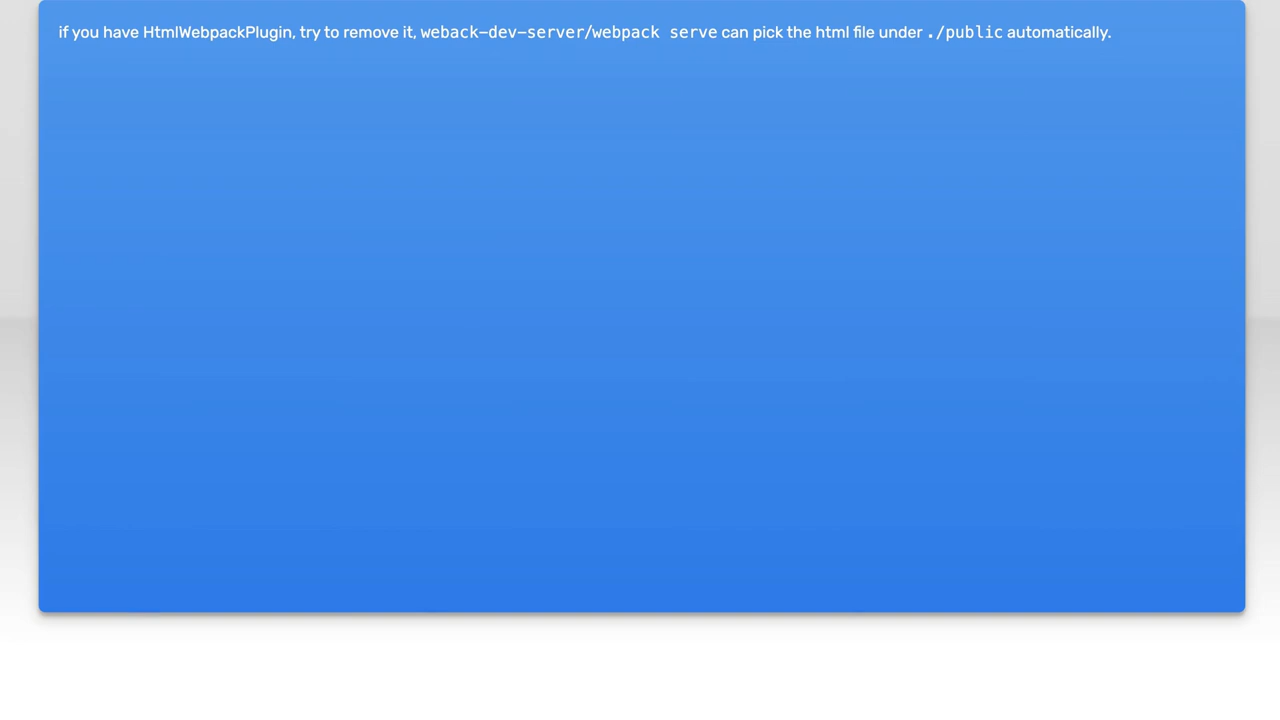 if you have HtmlWebpackPlugin, try to remove it, weback-dev-server/webpack serve can pick the html file under ./public automatically.